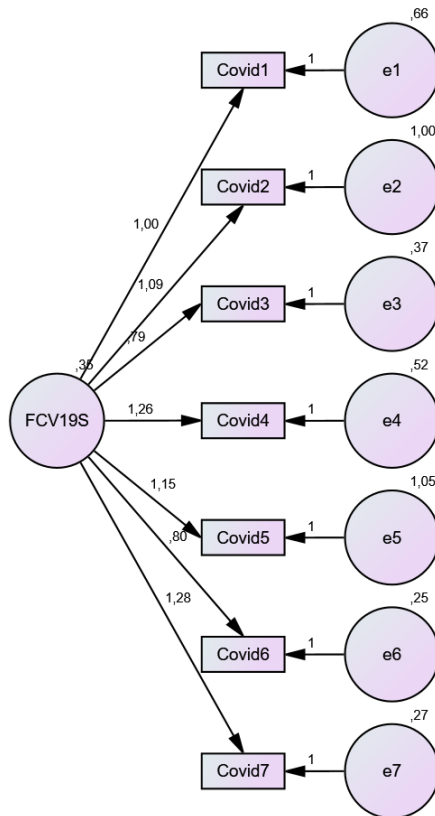 ,66
Covid1
1
e1
1,00
Covid2
1
e2
1,00
1,09
,37
,79
Covid3
1
e3
,35
,52
FCV19S
1,26
Covid4
1
e4
1,15
1,05
Covid5
1
e5
,80
1,28
,25
Covid6
1
e6
,27
Covid7
1
e7